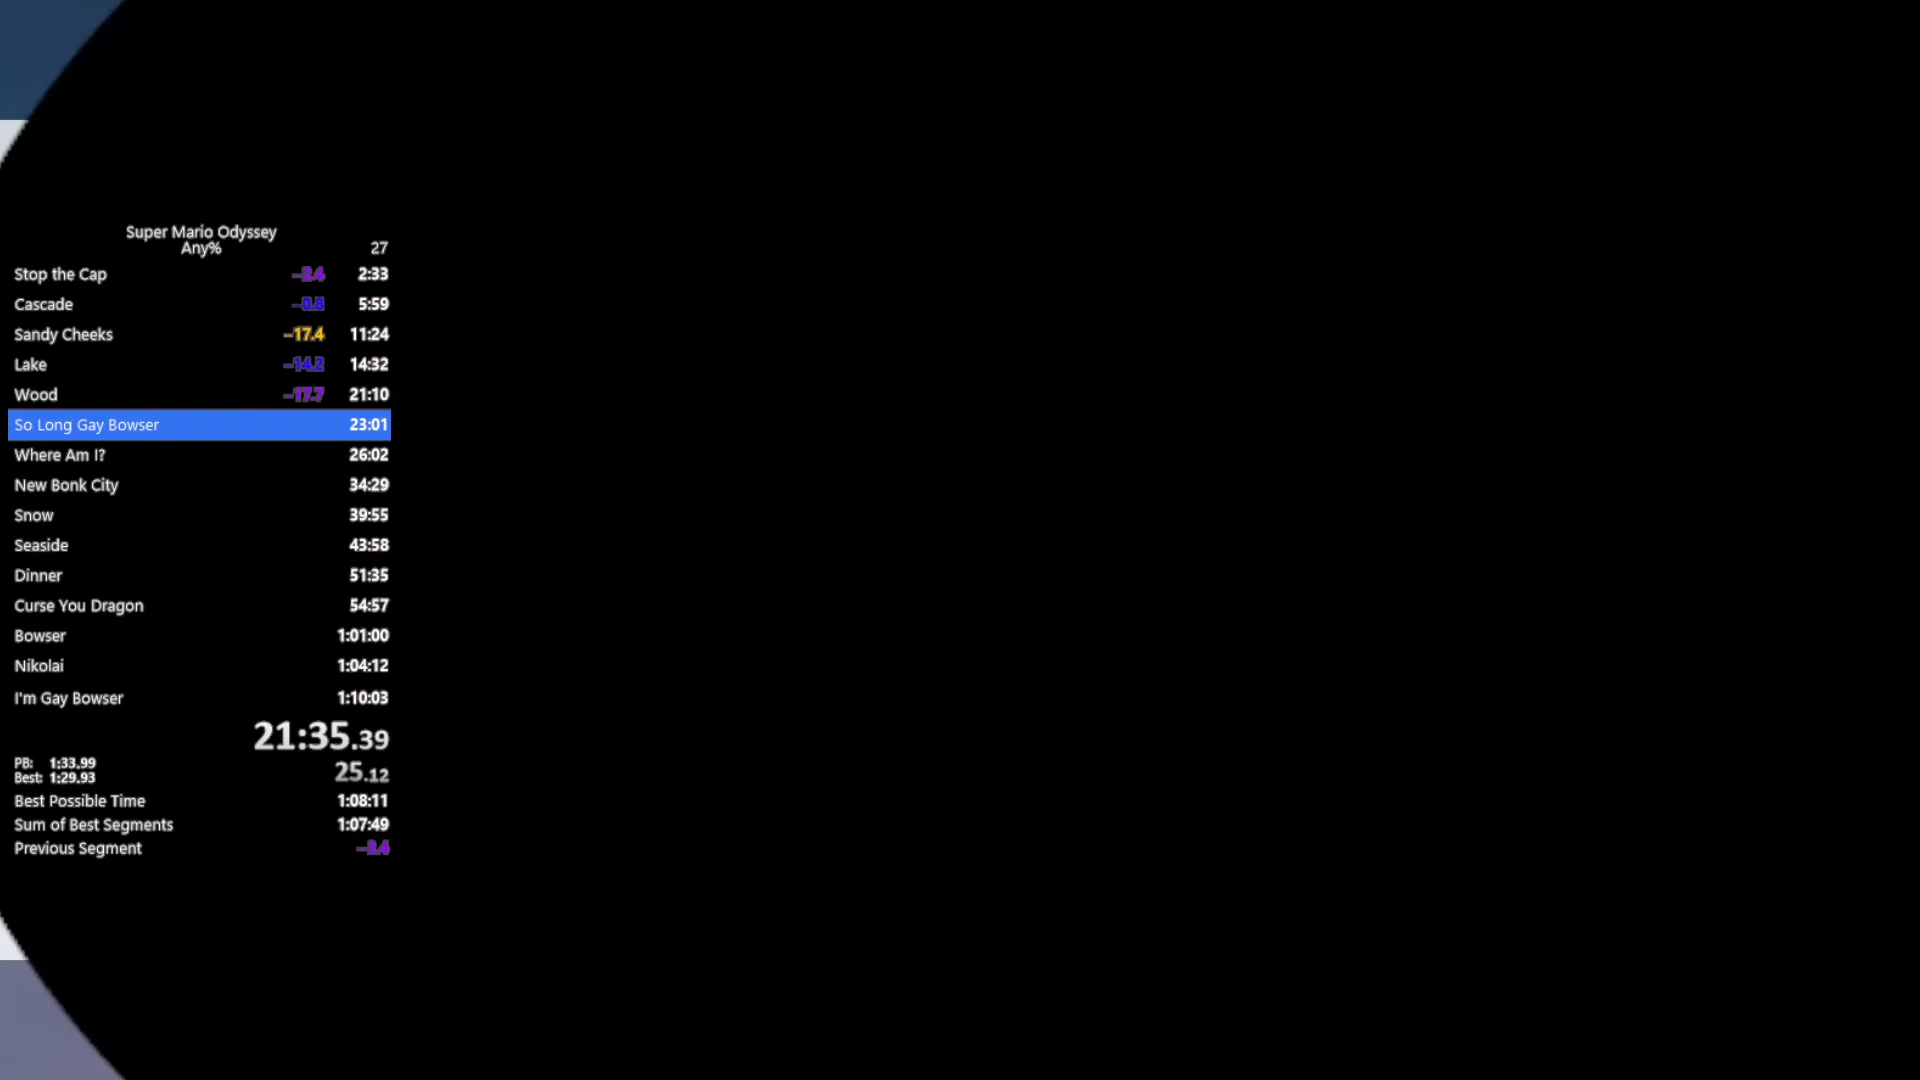 Super Mario Odyssey
Any% 27
Stop the Cap 2:33
Cascade −0.8 5:59
Sandy Cheeks −17.4 11:24
Lake −14.2 14:32
Wood −17.7 21:10
So Long Gay Bowser 23:01
Where Am I? 26:02
New Bonk City 34:29
Snow 39:55
Seaside 43:58
Dinner 51:35
Curse You Dragon 54:57
Bowser 1:01:00
Nikolai 1:04:12
I'm Gay Bowser 1:10:03
21:35.39
PB: 1:33.99
Best: 1:29.93
25.12
Best Possible Time 1:08:11
Sum of Best Segments 1:07:49
Previous Segment